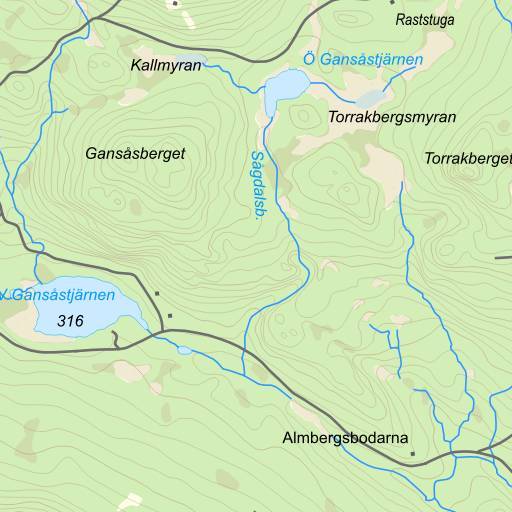 Raststuga
Ö Gansåstjärnen
Kallmyran
Torrakbergsmyran
Gansåsberget
Torrakberget
Sågdalsb.
V Gansåstjärnen
316
Almbergsbodarna